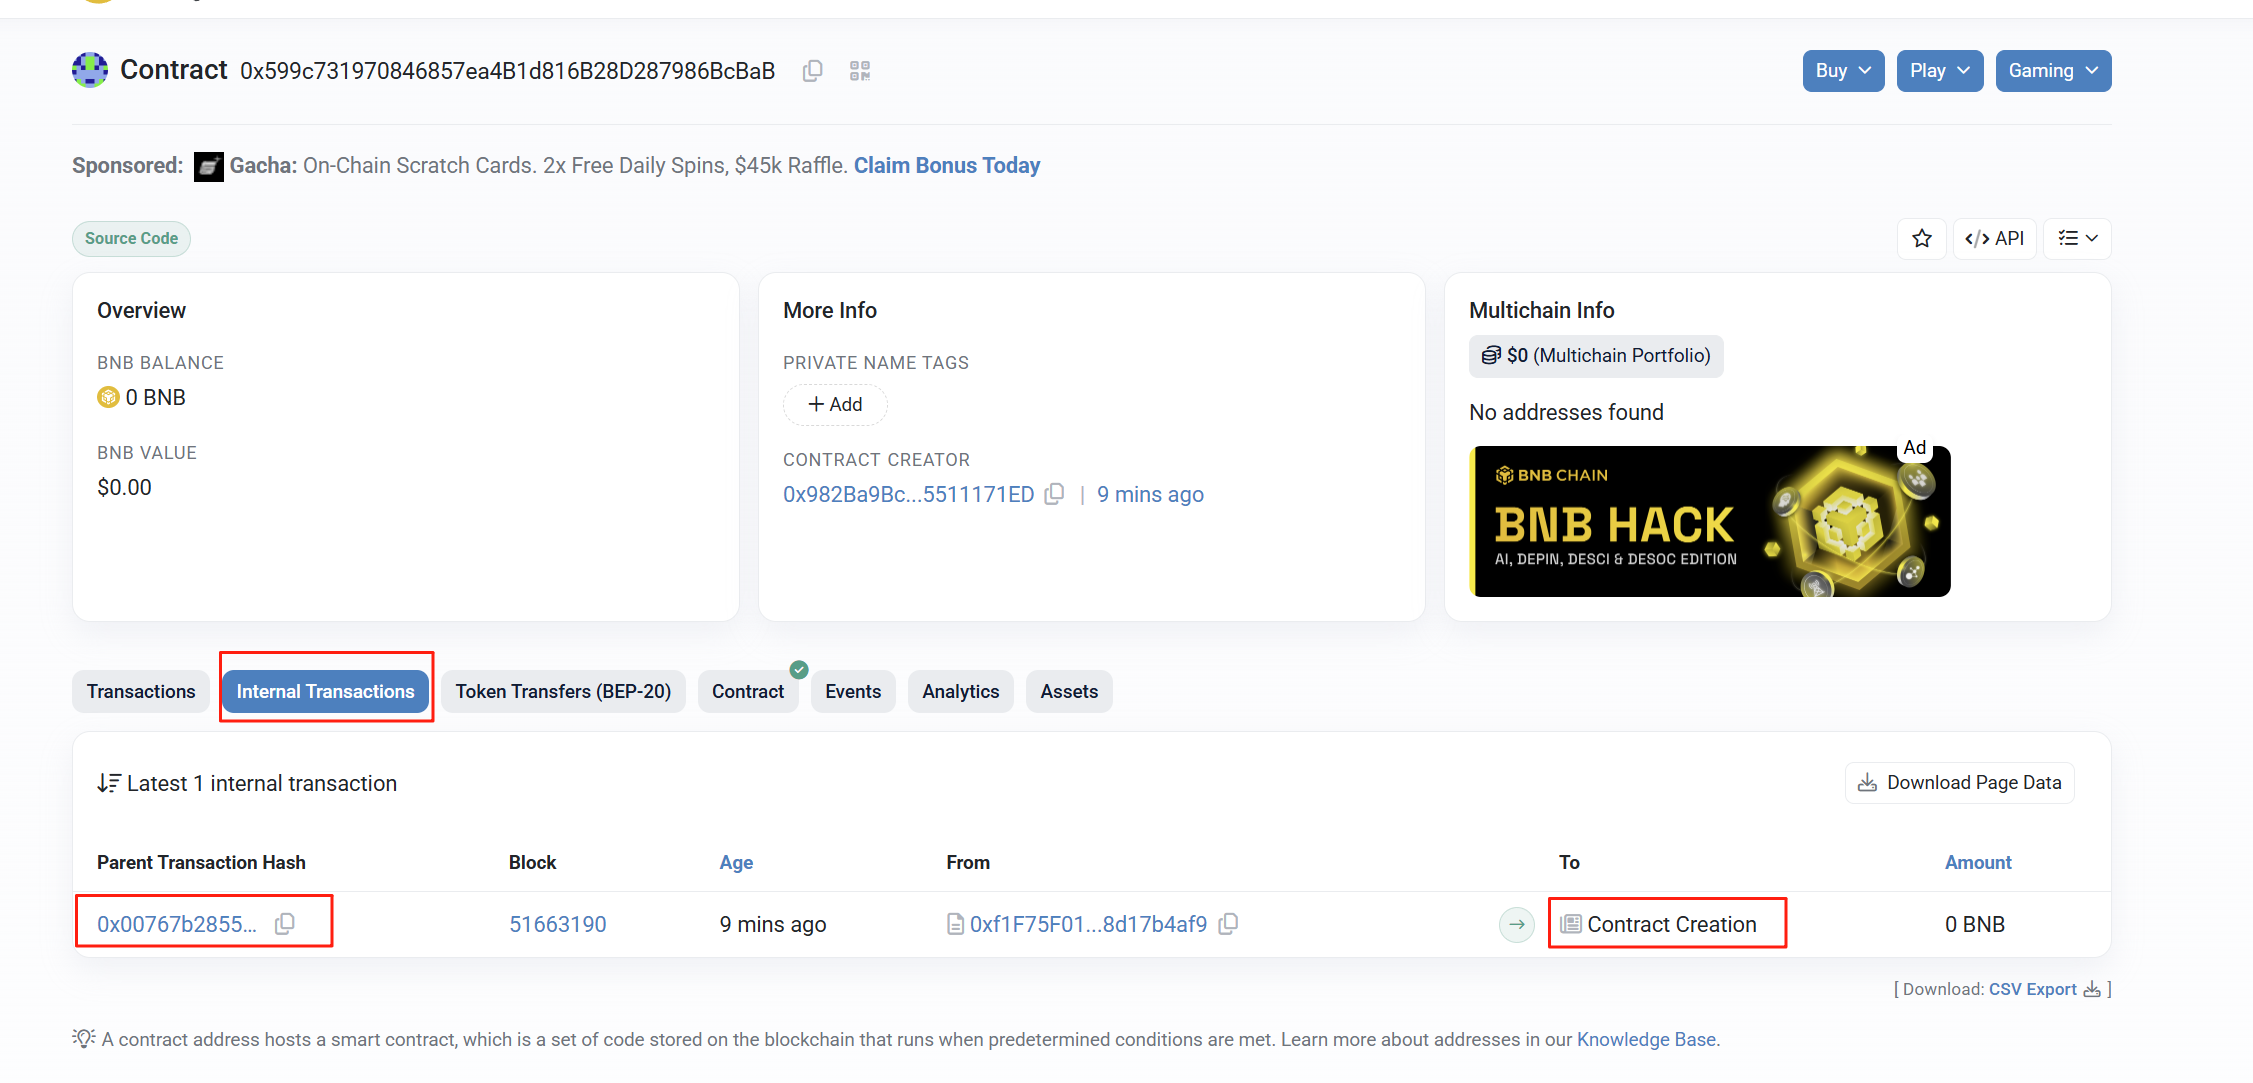 Contract 0x599c731970846857ea4B1d816B28D287986BcBaB
Buy
Play
Gaming
Sponsored: Gacha: On-Chain Scratch Cards. 2x Free Daily Spins, $45k Raffle. Claim Bonus Today
Source Code
</> API
Overview
BNB BALANCE
0 BNB
BNB VALUE
$0.00
More Info
PRIVATE NAME TAGS
+ Add
CONTRACT CREATOR
0x982Ba9Bc...5511171ED | 9 mins ago
Multichain Info
$0 (Multichain Portfolio)
No addresses found
Ad
BNB CHAIN
BNB HACK
AI, DEPIN, DESCI & DESOC EDITION
Transactions
Internal Transactions
Token Transfers (BEP-20)
Contract
Events
Analytics
Assets
Latest 1 internal transaction
Download Page Data
Parent Transaction Hash Block Age From To Amount
0x00767b2855... 51663190 9 mins ago 0xf1F75F01...8d17b4af9 Contract Creation 0 BNB
[ Download: CSV Export ]
A contract address hosts a smart contract, which is a set of code stored on the blockchain that runs when predetermined conditions are met. Learn more about addresses in our Knowledge Base.